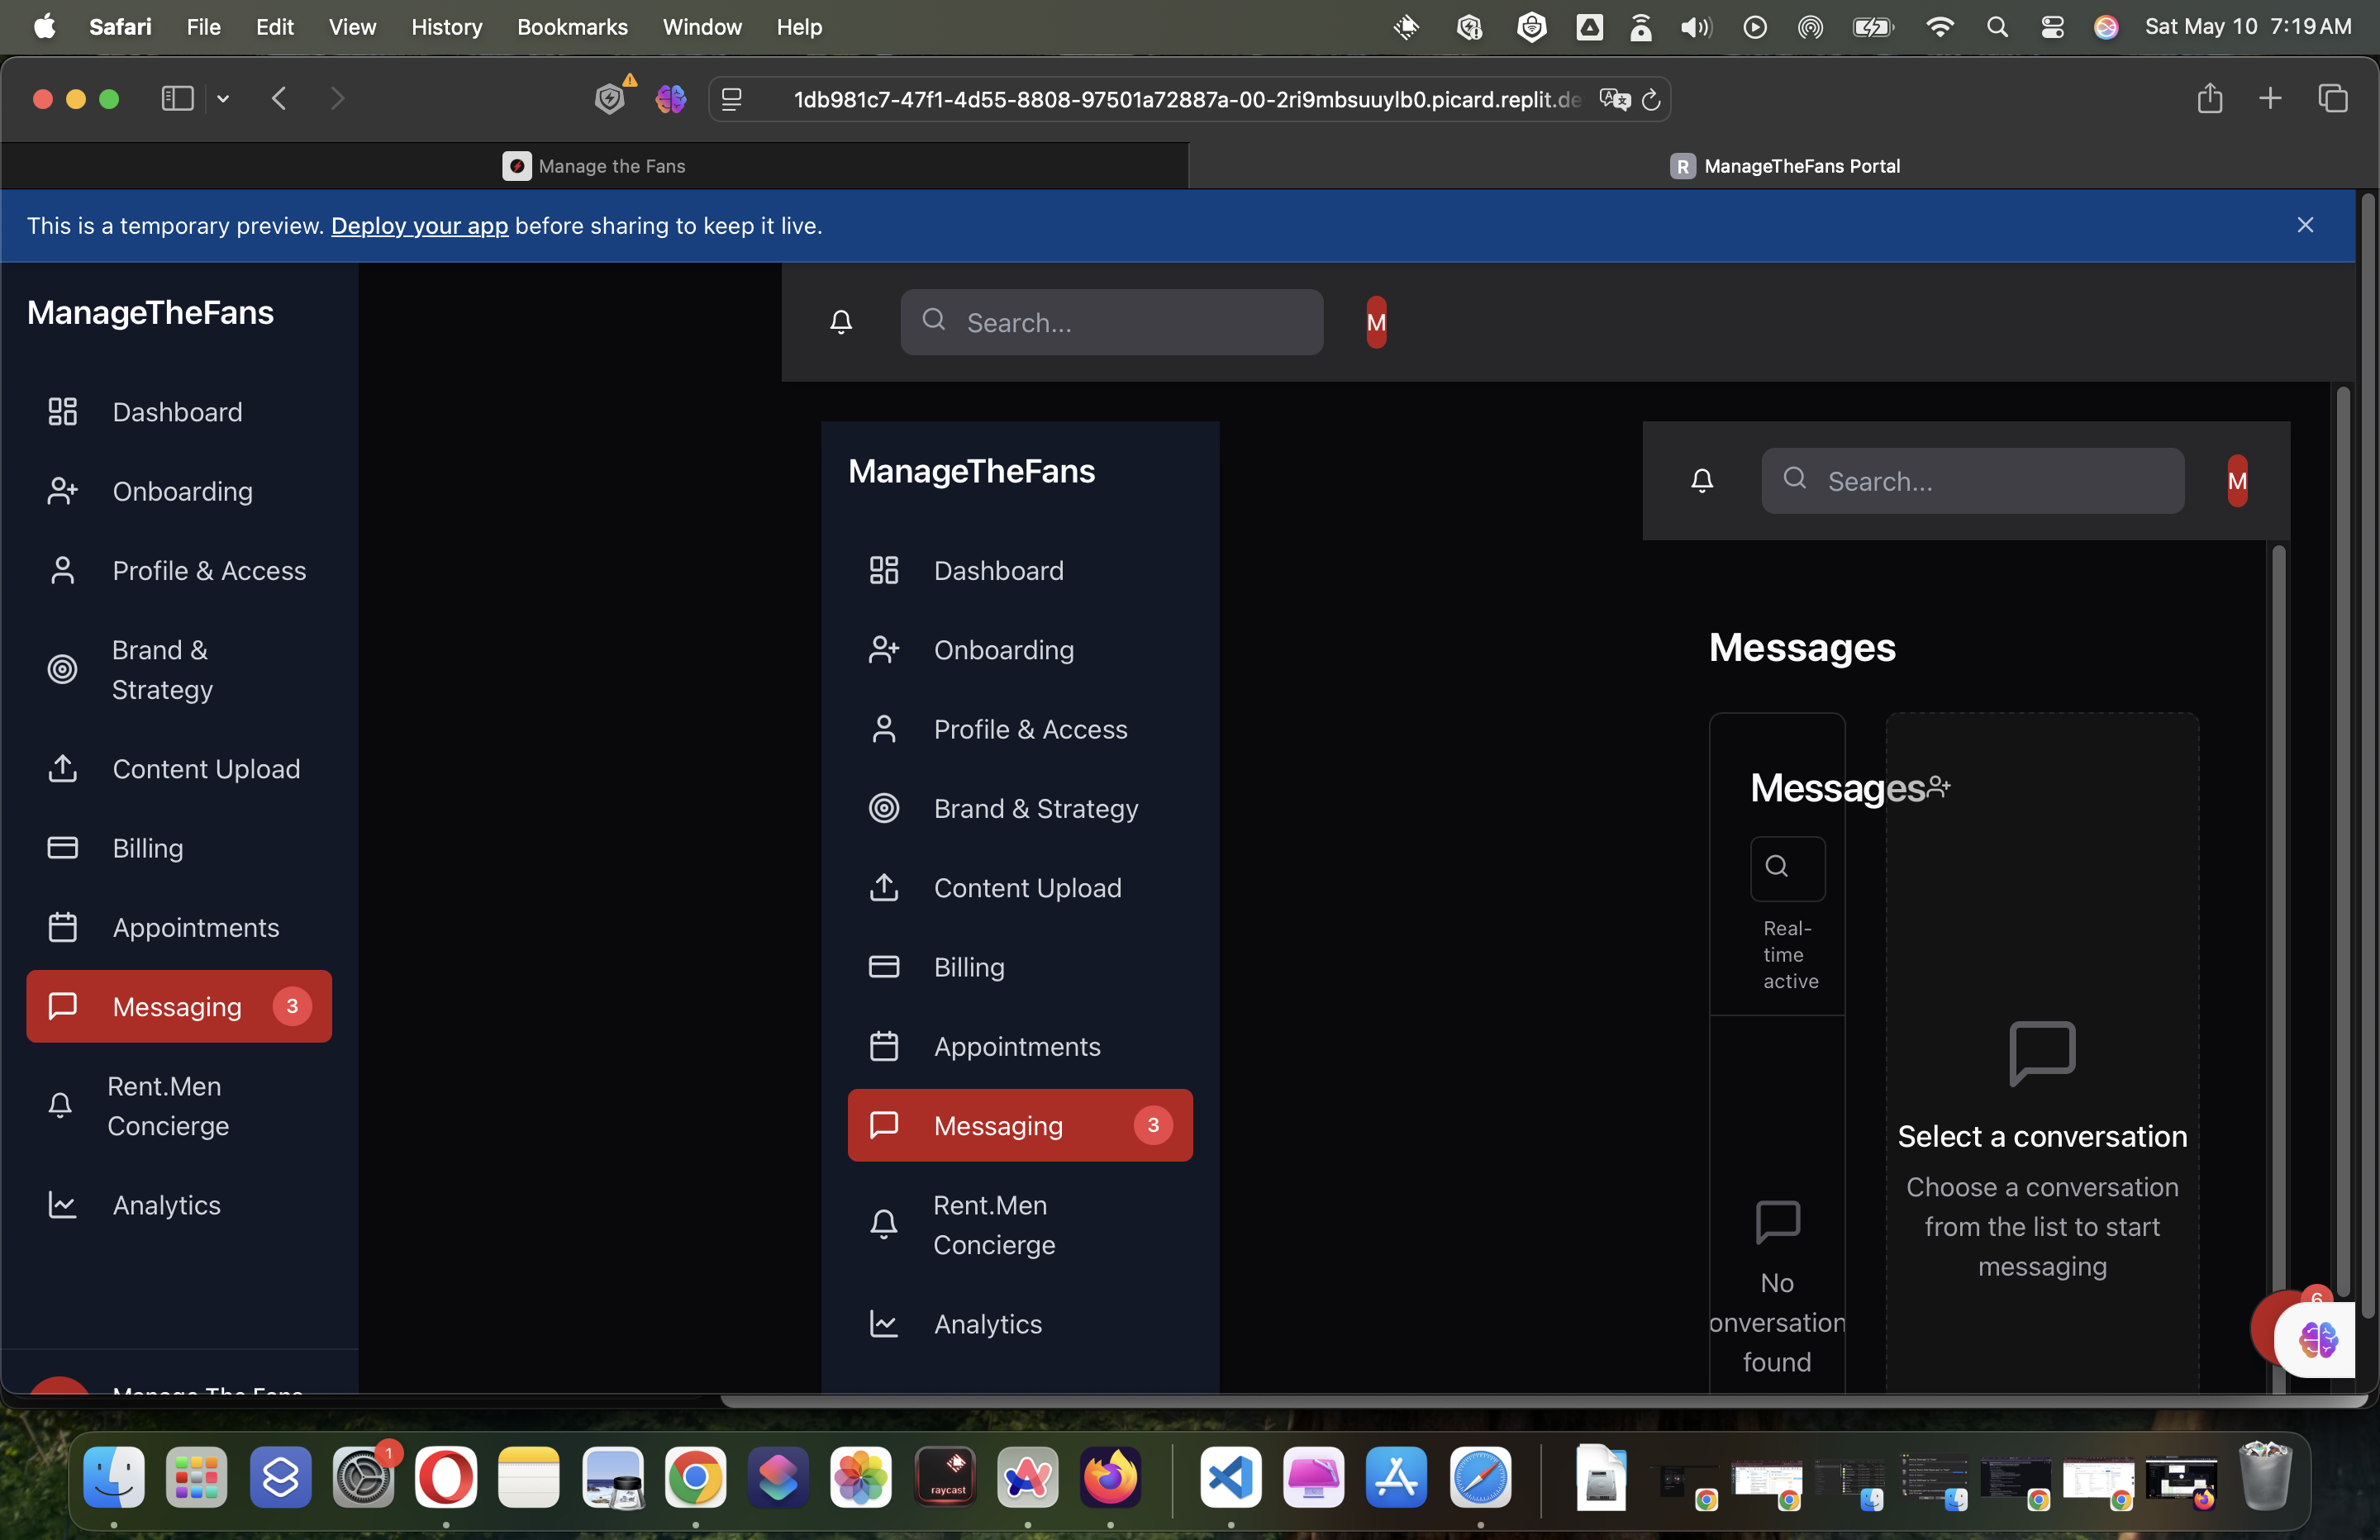 Safari File Edit View History Bookmarks Window Help Sat May 10 7:19 AM
1db981c7-47f1-4d55-8808-97501a72887a-00-2ri9mbsuuylb0.picard.replit.de
Manage the Fans
R ManageTheFans Portal
This is a temporary preview. Deploy your app before sharing to keep it live.
ManageTheFans
Dashboard
Onboarding
Profile & Access
Brand &
Strategy
Content Upload
Billing
Appointments
Messaging 3
Rent.Men
Concierge
Analytics
Manage The Fans
Search...
M
ManageTheFans
Dashboard
Onboarding
Profile & Access
Brand & Strategy
Content Upload
Billing
Appointments
Messaging 3
Rent.Men
Concierge
Analytics
Search...
M
Messages
Messages
Real-
time
active
No
onversation
found
Select a conversation
Choose a conversation
from the list to start
messaging
6
1
raycast